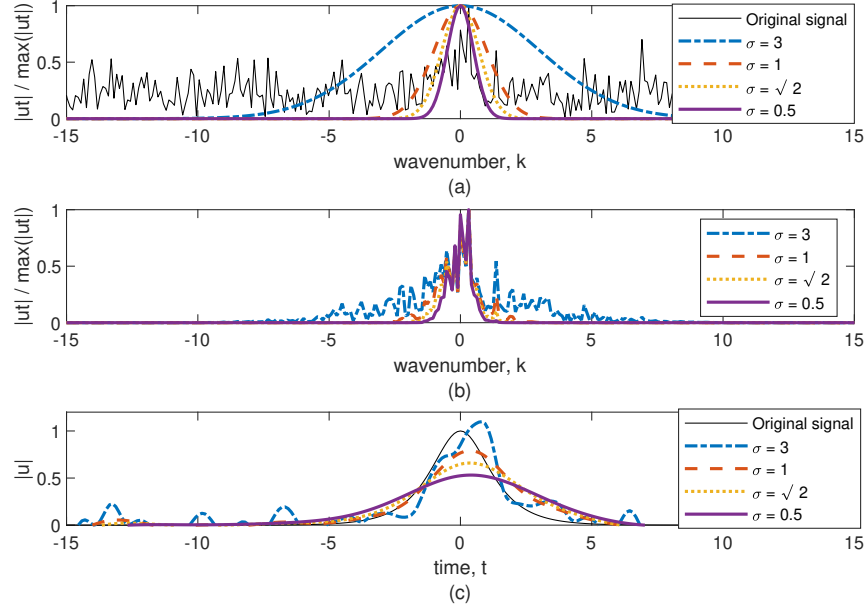 |ut| / max(|ut|)
1
0.5
0
Original signal
σ = 3
σ = 1
σ = √ 2
σ = 0.5
-15 -10 -5 0 5 10 15
wavenumber, k
(a)
|ut| / max(|ut|)
1
0.5
0
σ = 3
σ = 1
σ = √ 2
σ = 0.5
-15 -10 -5 0 5 10 15
wavenumber, k
(b)
|u|
1
0.5
0
Original signal
σ = 3
σ = 1
σ = √ 2
σ = 0.5
-15 -10 -5 0 5 10 15
time, t
(c)